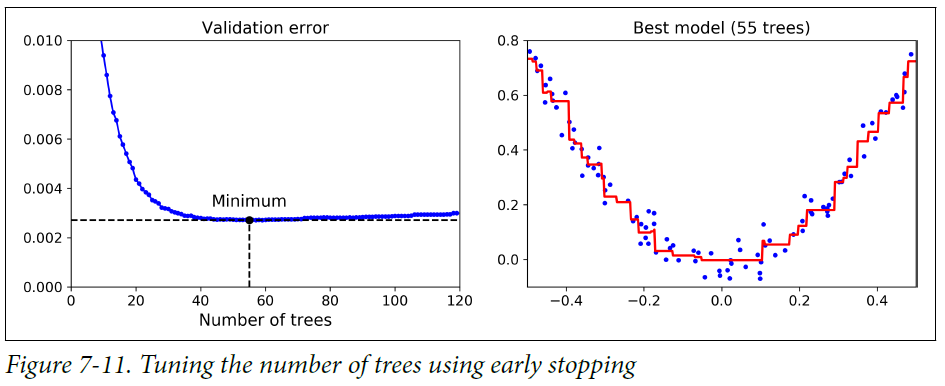 Validation error
0.010
0.008
0.006
0.004
0.002
0.000
Minimum
0 20 40 60 80 100 120
Number of trees
Best model (55 trees)
0.8
0.6
0.4
0.2
0.0
−0.4 −0.2 0.0 0.2 0.4
Figure 7-11. Tuning the number of trees using early stopping